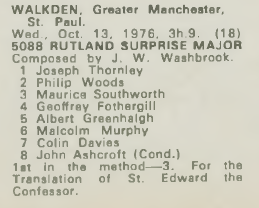 WALKDEN, Greater Manchester,
St. Paul.
Wed., Oct. 13, 1976, 3h.9. (18)
5088 RUTLAND SURPRISE MAJOR
Composed by J. W. Washbrook.
1 Joseph Thornley
2 Philip Woods
3 Maurice Southworth
4 Geoffrey Fothergill
5 Albert Greenhalgh
6 Malcolm Murphy
7 Colin Davies
8 John Ashcroft (Cond.)
1st in the method—3. For the
Translation of St. Edward the
Confessor.